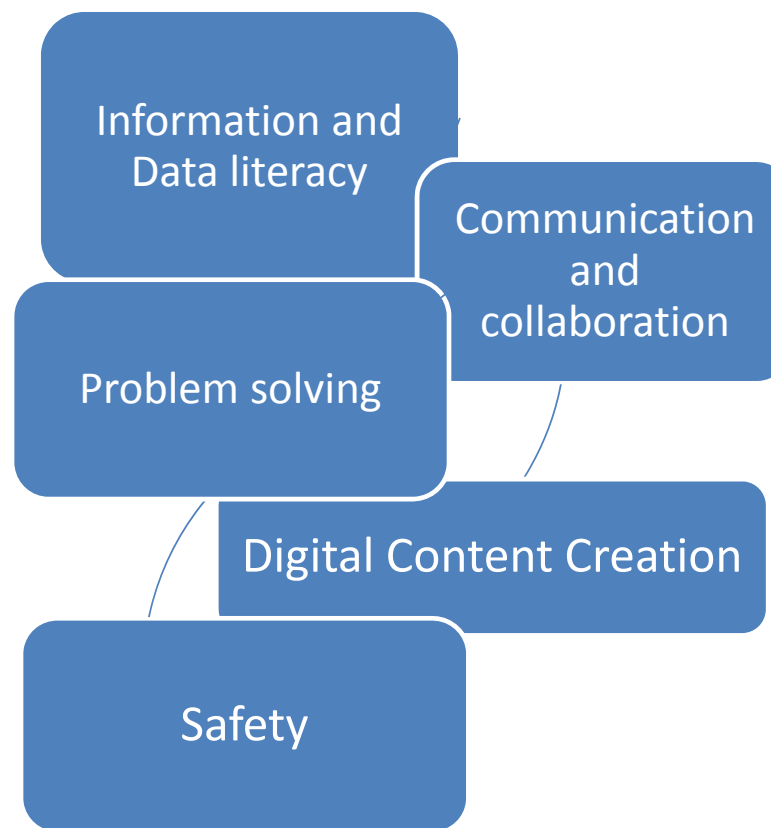 Information and
Data literacy
Communication
and
collaboration
Problem solving
Digital Content Creation
Safety